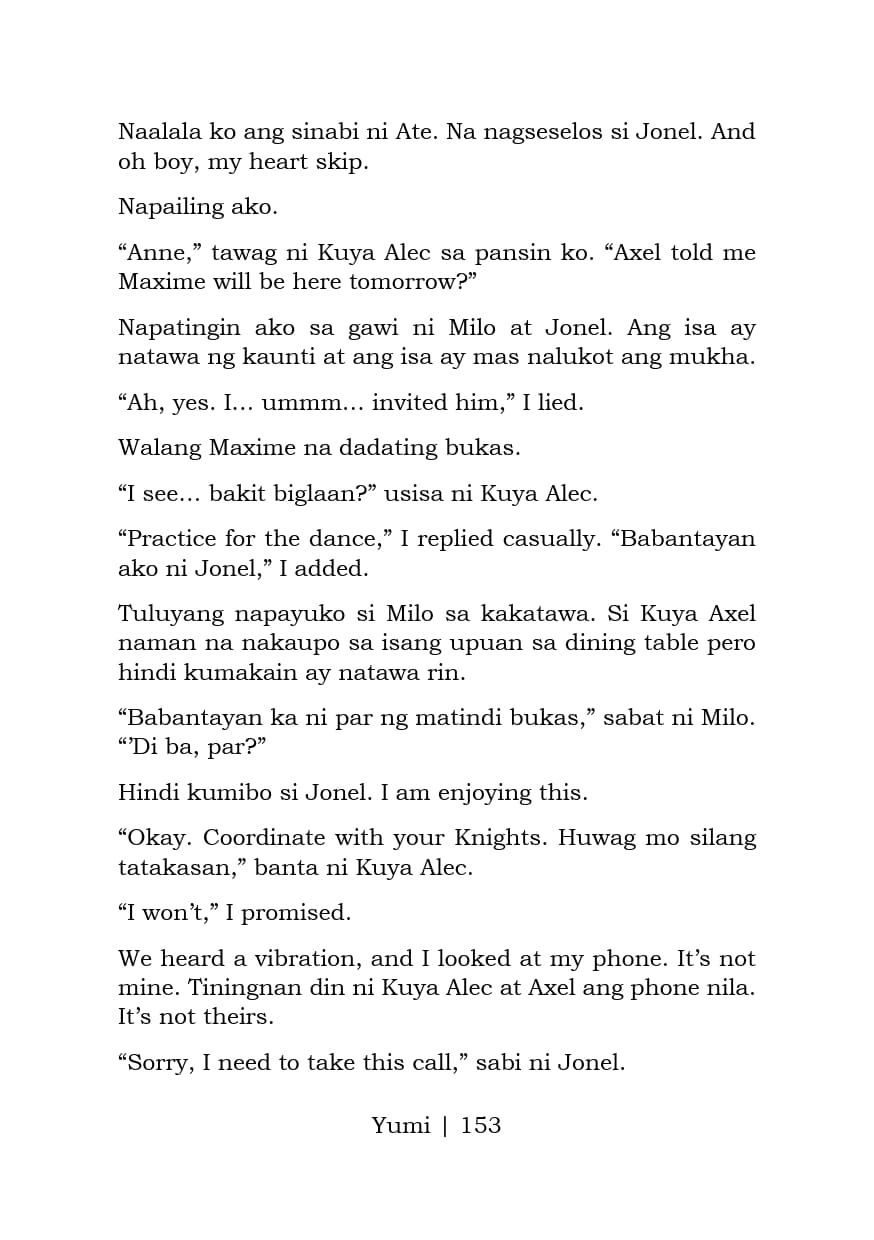 Naalala ko ang sinabi ni Ate. Na nagseselos si Jonel. And
oh boy, my heart skip.
Napailing ako.
“Anne,” tawag ni Kuya Alec sa pansin ko. “Axel told me
Maxime will be here tomorrow?”
Napatingin ako sa gawi ni Milo at Jonel. Ang isa ay
natawa ng kaunti at ang isa ay mas nalukot ang mukha.
“Ah, yes. I… ummm… invited him,” I lied.
Walang Maxime na dadating bukas.
“I see… bakit biglaan?” usisa ni Kuya Alec.
“Practice for the dance,” I replied casually. “Babantayan
ako ni Jonel,” I added.
Tuluyang napayuko si Milo sa kakatawa. Si Kuya Axel
naman na nakaupo sa isang upuan sa dining table pero
hindi kumakain ay natawa rin.
“Babantayan ka ni par ng matindi bukas,” sabat ni Milo.
“’Di ba, par?”
Hindi kumibo si Jonel. I am enjoying this.
“Okay. Coordinate with your Knights. Huwag mo silang
tatakasan,” banta ni Kuya Alec.
“I won’t,” I promised.
We heard a vibration, and I looked at my phone. It’s not
mine. Tiningnan din ni Kuya Alec at Axel ang phone nila.
It’s not theirs.
“Sorry, I need to take this call,” sabi ni Jonel.
Yumi | 153